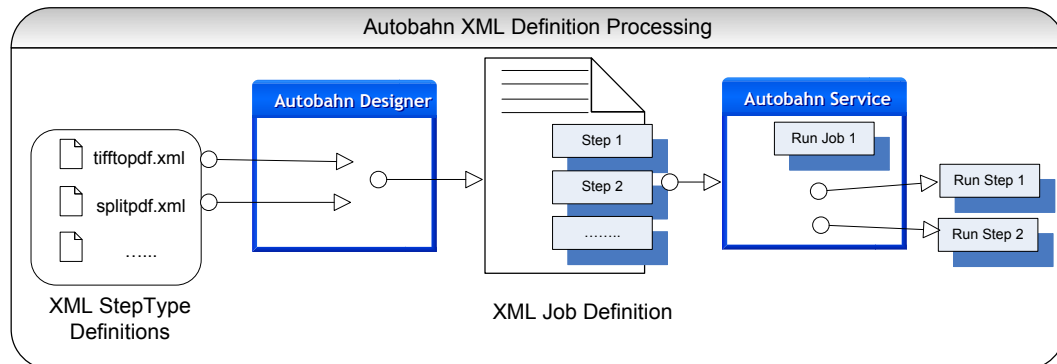 Autobahn XML Definition Processing
tifftopdf.xml
splitpdf.xml
…...
XML StepType
Definitions
Autobahn Designer
Step 1
Step 2
……..
XML Job Definition
Autobahn Service
Run Job 1
Run Step 1
Run Step 2